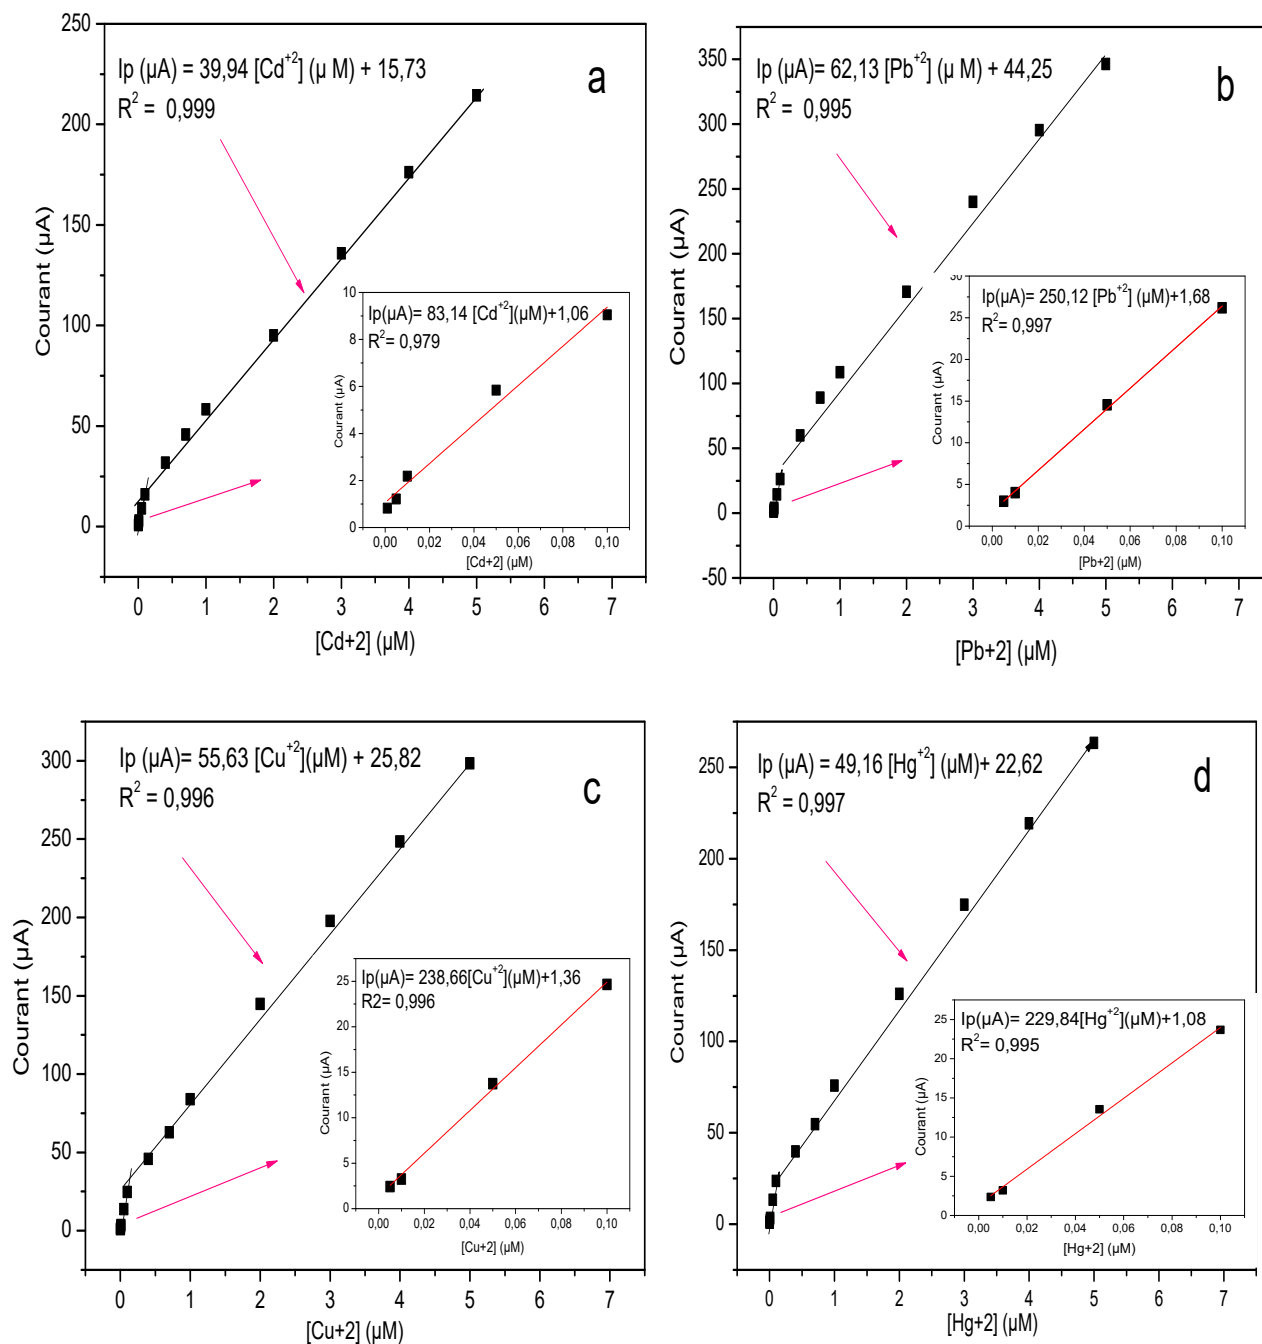 Ip (µA) = 39,94 [Cd+2] (µ M) + 15,73
R2 = 0,999
a
250
200
150
100
50
0
Courant (µA)
0 1 2 3 4 5 6 7
[Cd+2] (µM)
Ip(µA)= 83,14 [Cd+2](µM)+1,06
R2= 0,979
10
8
6
4
2
0
Courant (µA)
0,00 0,02 0,04 0,06 0,08 0,10
[Cd+2] (µM)
Ip (µA)= 62,13 [Pb+2] (µ M) + 44,25
R2 = 0,995
b
350
300
250
200
150
100
50
0
-50
Courant (µA)
0 1 2 3 4 5 6 7
[Pb+2] (µM)
Ip(µA)= 250,12 [Pb+2] (µM)+1,68
R2= 0,997
30
25
20
15
10
5
0
Courant (µA)
0,00 0,02 0,04 0,06 0,08 0,10
[Pb+2] (µM)
Ip (µA)= 55,63 [Cu+2](µM) + 25,82
R2 = 0,996
c
300
250
200
150
100
50
0
Courant (µA)
0 1 2 3 4 5 6 7
[Cu+2] (µM)
Ip(µA)= 238,66[Cu+2](µM)+1,36
R2= 0,996
25
20
15
10
5
0
Courant (µA)
0,00 0,02 0,04 0,06 0,08 0,10
[Cu+2] (µM)
Ip (µA) = 49,16 [Hg+2] (µM)+ 22,62
R2 = 0,997
d
250
200
150
100
50
0
Courant (µA)
0 1 2 3 4 5 6 7
[Hg+2] (µM)
Ip(µA)= 229,84[Hg+2](µM)+1,08
R2= 0,995
25
20
15
10
5
0
Courant (µA)
0,00 0,02 0,04 0,06 0,08 0,10
[Hg+2] (µM)